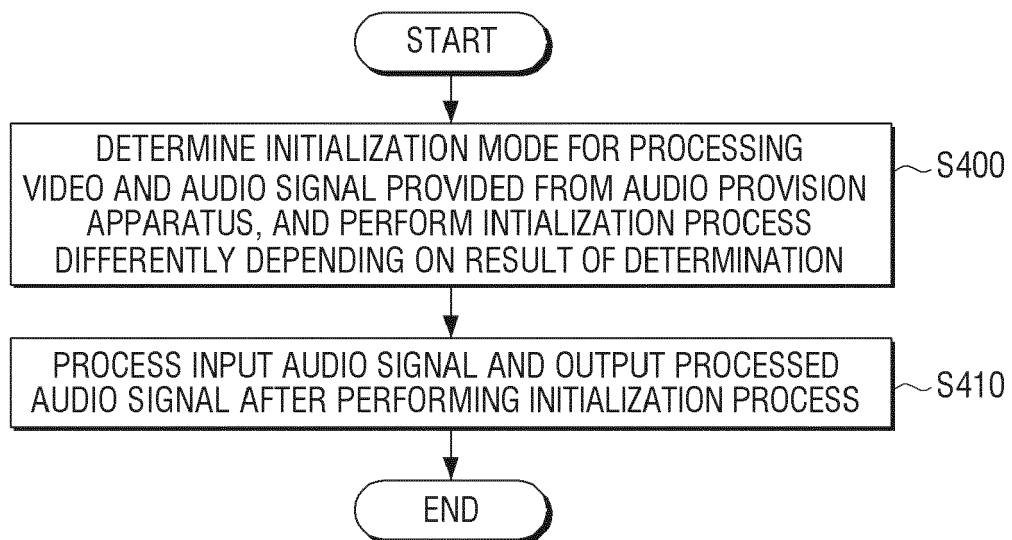 START
DETERMINE INITIALIZATION MODE FOR PROCESSING
VIDEO AND AUDIO SIGNAL PROVIDED FROM AUDIO PROVISION
APPARATUS, AND PERFORM INTIALIZATION PROCESS
DIFFERENTLY DEPENDING ON RESULT OF DETERMINATION
S400
PROCESS INPUT AUDIO SIGNAL AND OUTPUT PROCESSED
AUDIO SIGNAL AFTER PERFORMING INITIALIZATION PROCESS
S410
END